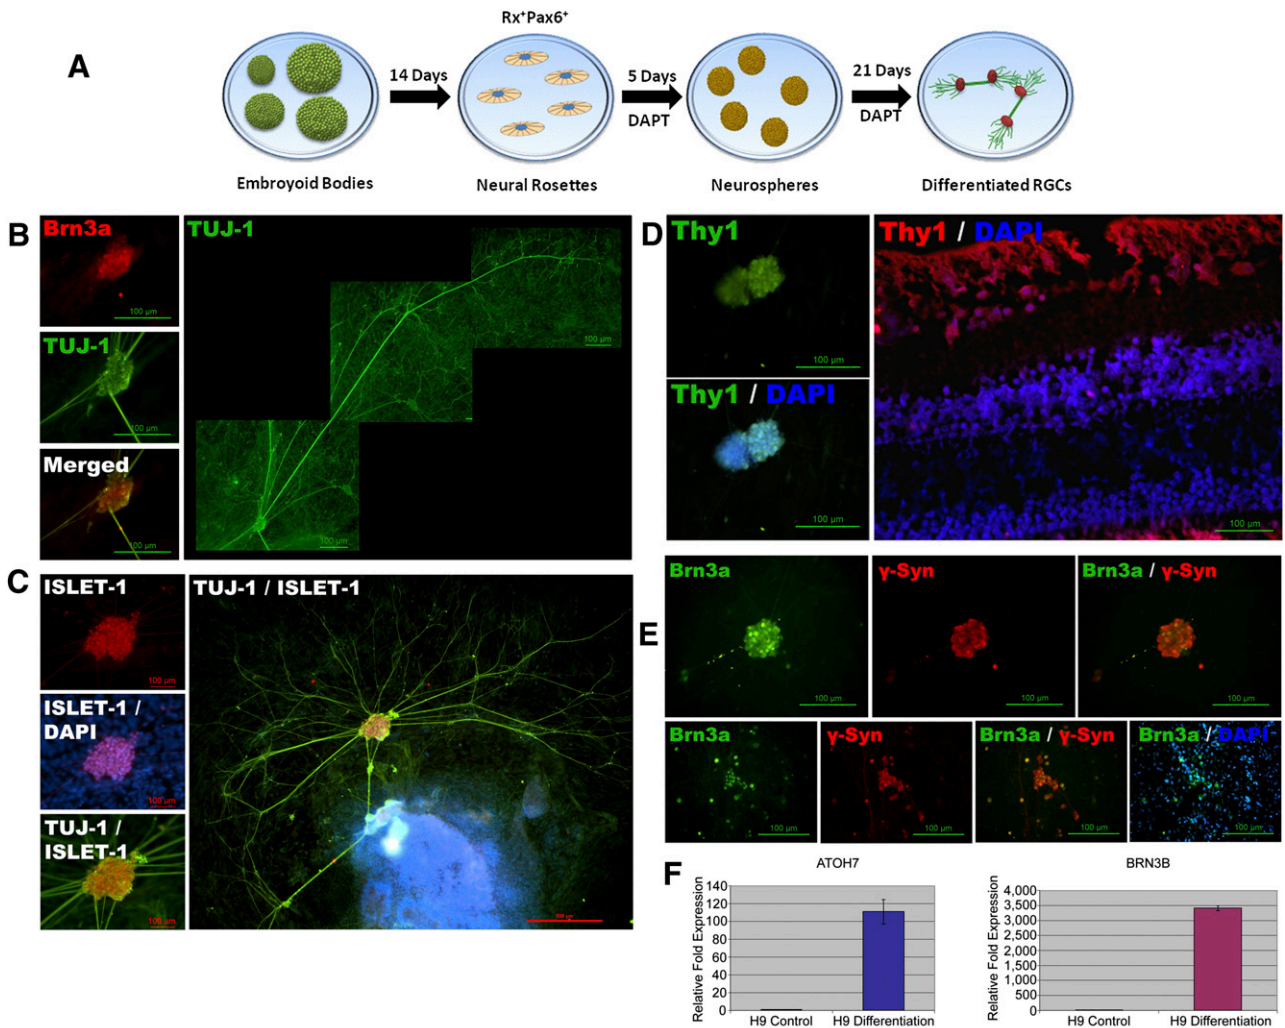 A
Rx⁺Pax6⁺
14 Days
5 Days
DAPT
21 Days
DAPT
Embroyoid Bodies
Neural Rosettes
Neurospheres
Differentiated RGCs
B
Brn3a
100 µm
TUJ-1
100 µm
Merged
100 µm
TUJ-1
100 µm
100 µm
C
ISLET-1
100 µm
ISLET-1 /
DAPI
100 µm
TUJ-1 /
ISLET-1
100 µm
TUJ-1 / ISLET-1
D
Thy1
100 µm
Thy1 / DAPI
100 µm
Thy1 / DAPI
100 µm
E
Brn3a
100 µm
γ-Syn
100 µm
Brn3a / γ-Syn
100 µm
Brn3a
100 µm
γ-Syn
100 µm
Brn3a / γ-Syn
100 µm
Brn3a / DAPI
100 µm
F
ATOH7
Relative Fold Expression
140
120
100
80
60
40
20
0
H9 Control
H9 Differentiation
BRN3B
Relative Fold Expression
4,000
3,500
3,000
2,500
2,000
1,500
1,000
500
0
H9 Control
H9 Differentiation